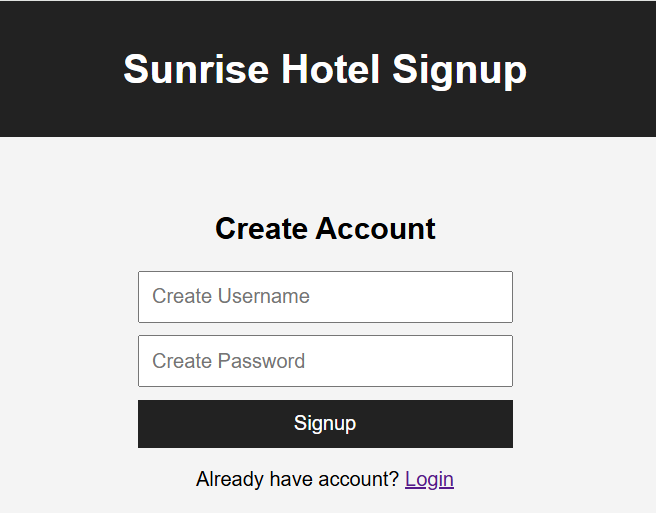 Sunrise Hotel Signup
Create Account
Create Username
Create Password
Signup
Already have account? Login